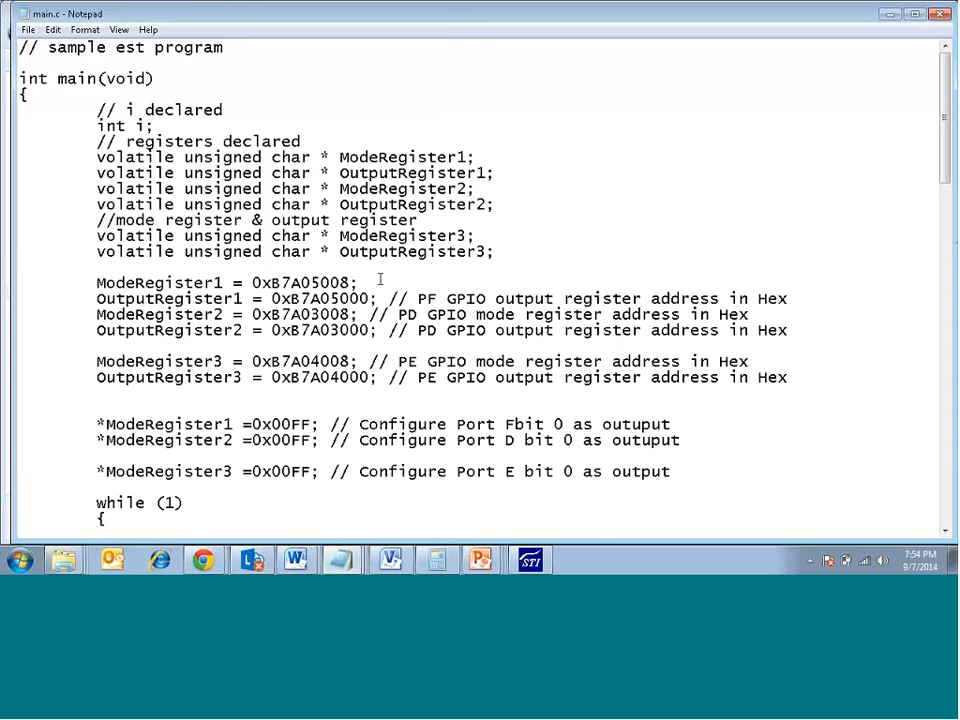 main.c - Notepad
File Edit Format View Help
// sample est program
int main(void)
{
// i declared
int i;
// registers declared
volatile unsigned char * ModeRegister1;
volatile unsigned char * OutputRegister1;
volatile unsigned char * ModeRegister2;
volatile unsigned char * OutputRegister2;
//mode register & output register
volatile unsigned char * ModeRegister3;
volatile unsigned char * OutputRegister3;
ModeRegister1 = 0xB7A05008;
OutputRegister1 = 0xB7A05000; // PF GPIO output register address in Hex
ModeRegister2 = 0xB7A03008; // PD GPIO mode register address in Hex
OutputRegister2 = 0xB7A03000; // PD GPIO output register address in Hex
ModeRegister3 = 0xB7A04008; // PE GPIO mode register address in Hex
OutputRegister3 = 0xB7A04000; // PE GPIO output register address in Hex
*ModeRegister1 =0x00FF; // Configure Port Fbit 0 as outuput
*ModeRegister2 =0x00FF; // Configure Port D bit 0 as outuput
*ModeRegister3 =0x00FF; // Configure Port E bit 0 as output
while (1)
{
STI
7:54 PM
9/7/2014